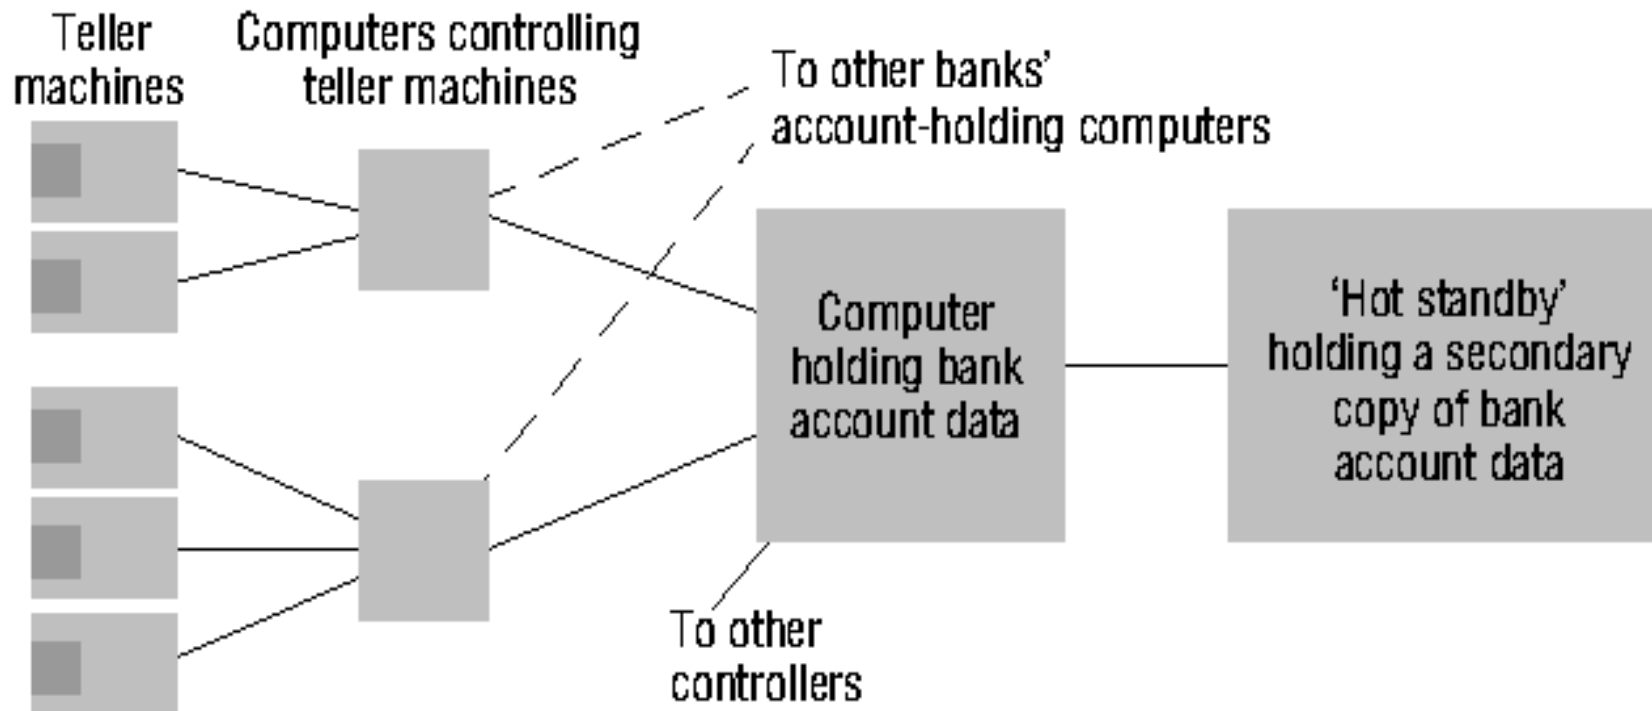 Teller
machines
Computers controlling
teller machines
To other banks’
account-holding computers
Computer
holding bank
account data
‘Hot standby’
holding a secondary
copy of bank
account data
To other
controllers